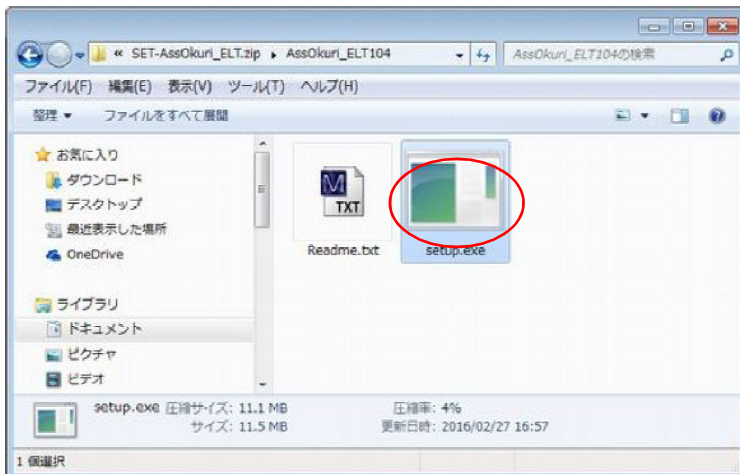 « SET-AssOkuri_ELT.zip ▸ AssOkuri_ELT104
AssOkuri_ELT104の検索
ファイル(F) 編集(E) 表示(V) ツール(T) ヘルプ(H)
整理 ▼ ファイルをすべて展開
お気に入り
ダウンロード
デスクトップ
最近表示した場所
OneDrive
ライブラリ
ドキュメント
ピクチャ
ビデオ
M
TXT
Readme.txt
setup.exe
setup.exe 圧縮サイズ: 11.1 MB 圧縮率: 4%
サイズ: 11.5 MB 更新日時: 2016/02/27 16:57
1 個選択